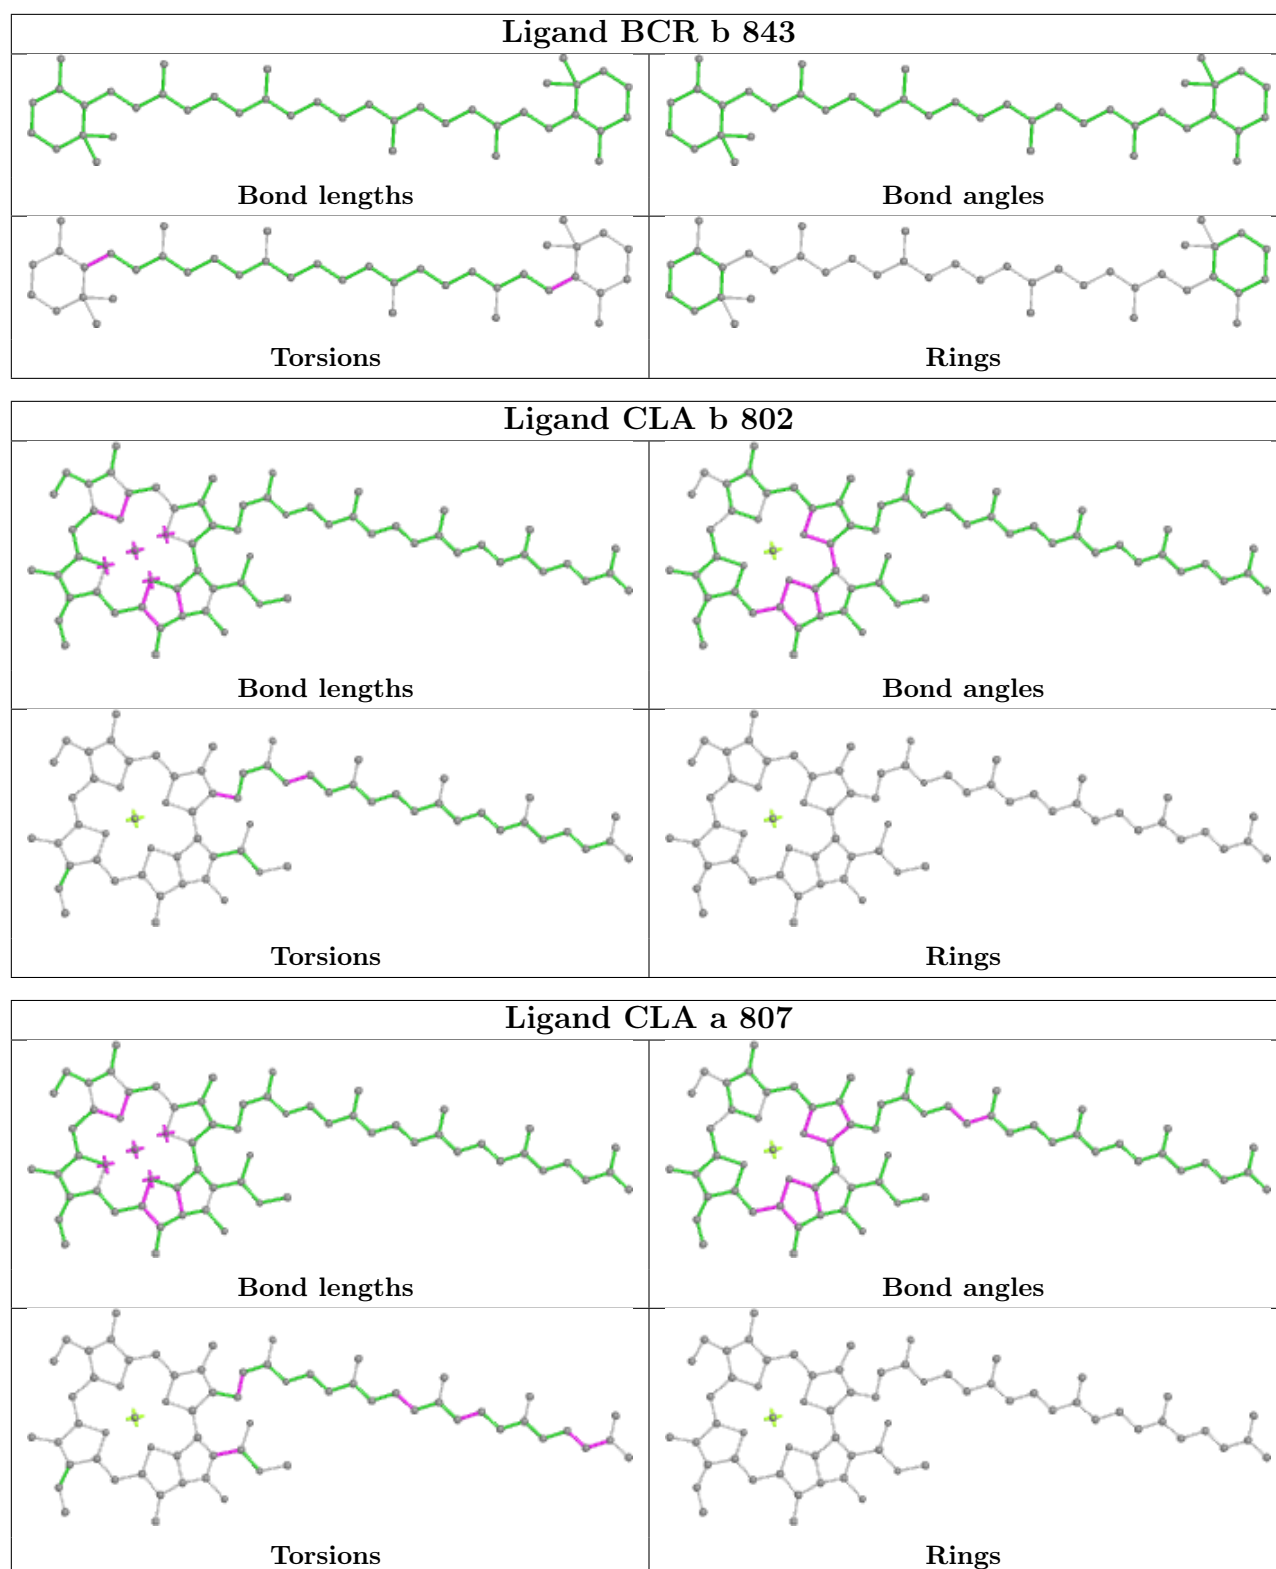 Ligand BCR b 843
Bond lengths
Bond angles
Torsions
Rings
Ligand CLA b 802
Bond lengths
Bond angles
Torsions
Rings
Ligand CLA a 807
Bond lengths
Bond angles
Torsions
Rings